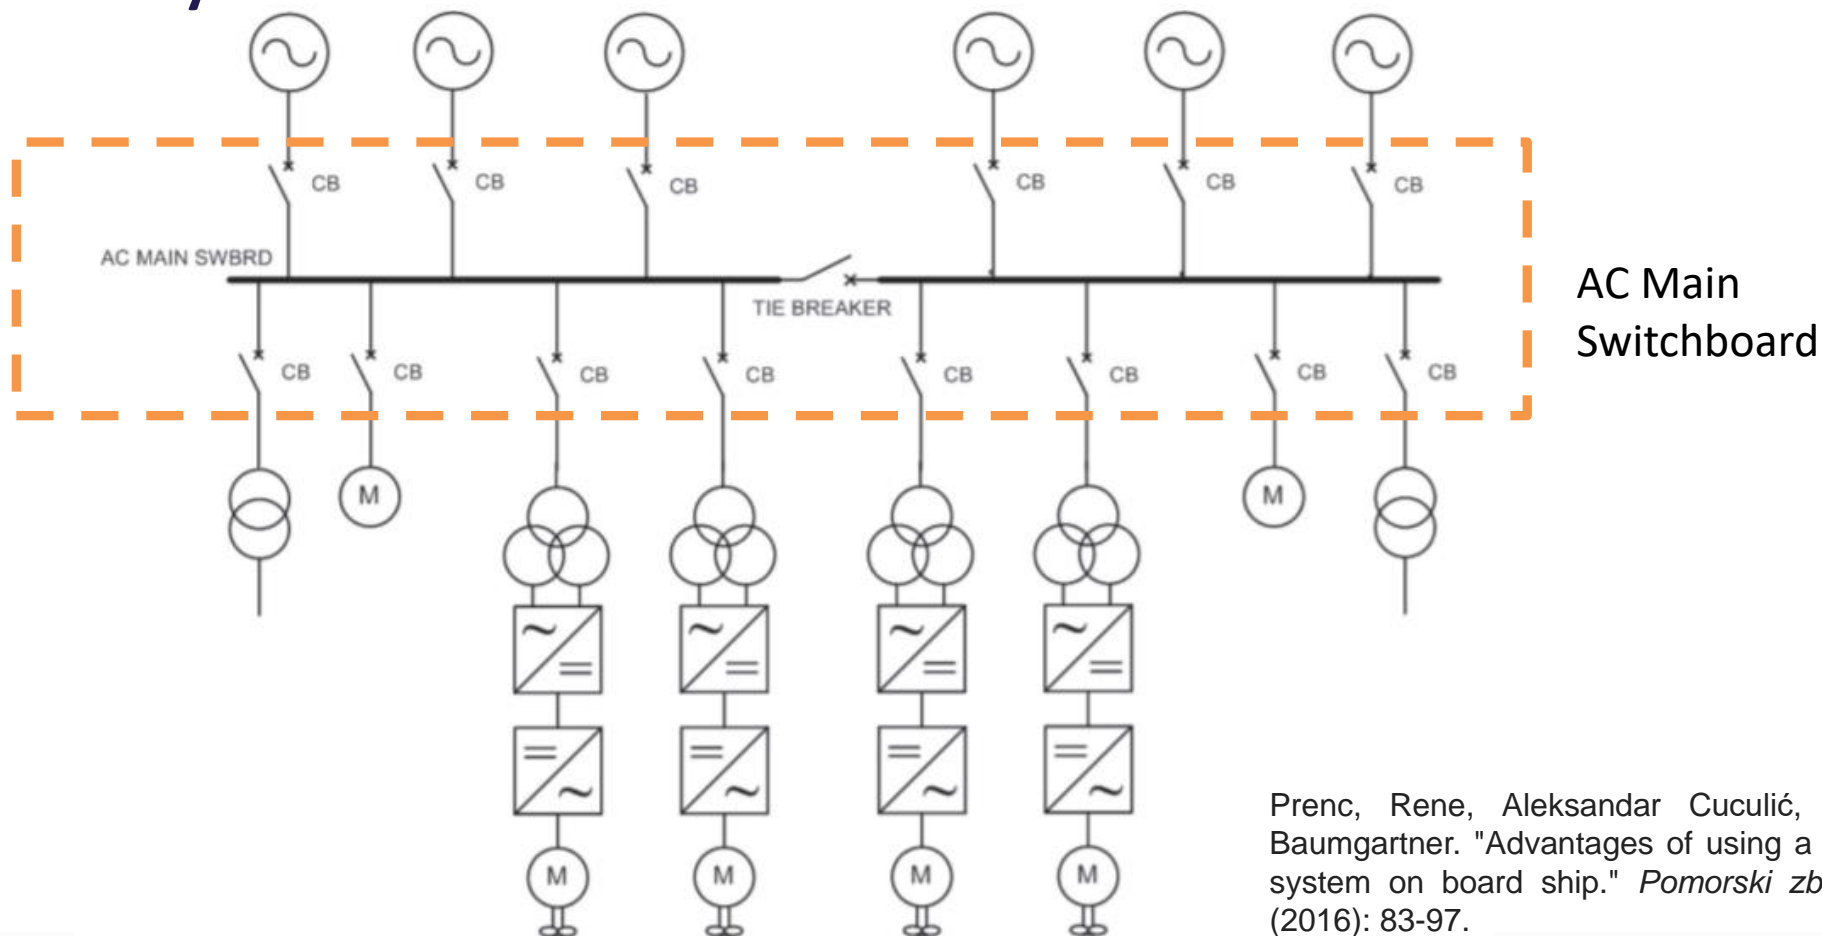 CB CB CB CB CB CB
AC MAIN SWBRD
TIE BREAKER
AC Main
Switchboard
CB CB CB CB CB CB CB CB
M M
M M M M
Prenc, Rene, Aleksandar Cuculić,
Baumgartner. "Advantages of using a
system on board ship." Pomorski zb
(2016): 83-97.